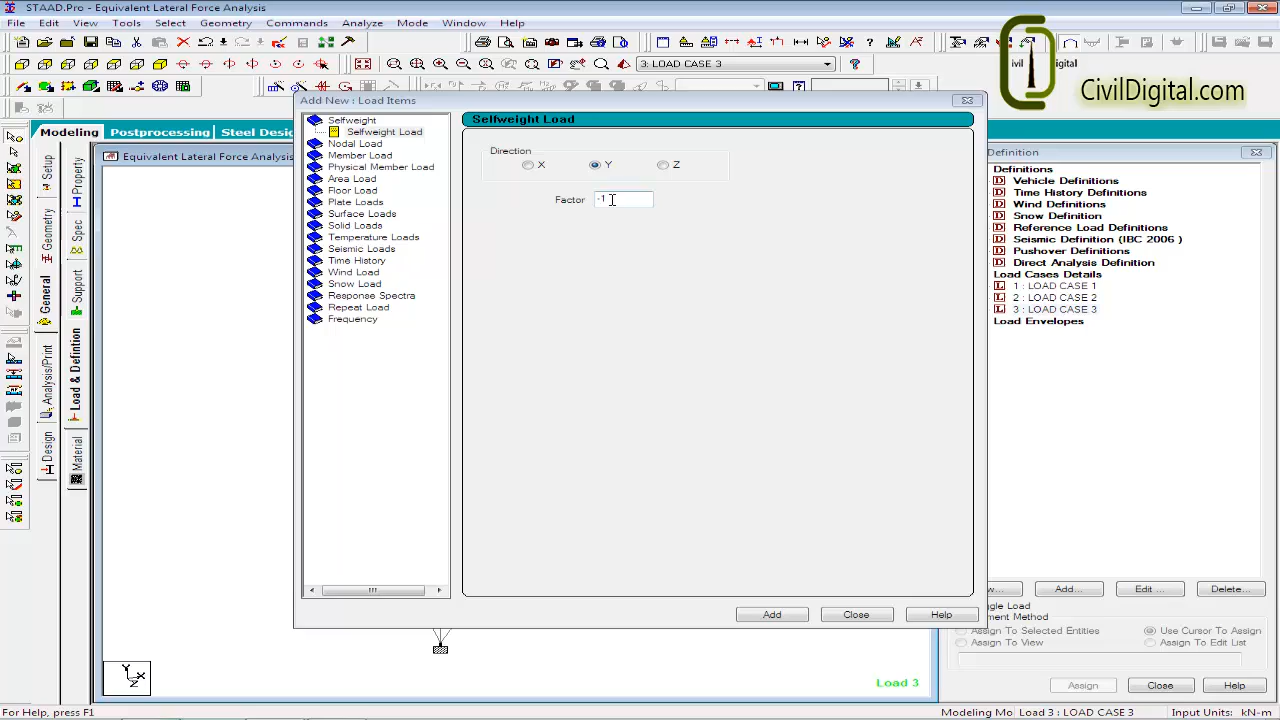 STAAD.Pro - Equivalent Lateral Force Analysis
File Edit View Tools Select Geometry Commands Analyze Mode Window Help
3: LOAD CASE 3
ivil igital
CivilDigital.com
Modeling Postprocessing Steel Desi
Equivalent Lateral Force Analysis
Setup
Geometry
General
Analysis/Print
Design
Property
Spec
Support
Load & Definition
Material
Add New : Load Items
Selfweight
Selfweight Load
Nodal Load
Member Load
Physical Member Load
Area Load
Floor Load
Plate Loads
Surface Loads
Solid Loads
Temperature Loads
Seismic Loads
Time History
Wind Load
Snow Load
Response Spectra
Repeat Load
Frequency
Selfweight Load
Direction
X Y Z
Factor -1
Add Close Help
Definition
Definitions
Vehicle Definitions
Time History Definitions
Wind Definitions
Snow Definition
Reference Load Definitions
Seismic Definition (IBC 2006 )
Pushover Definitions
Direct Analysis Definition
Load Cases Details
1 : LOAD CASE 1
2 : LOAD CASE 2
3 : LOAD CASE 3
Load Envelopes
w... Add... Edit ... Delete...
gle Load
ment Method
Assign To Selected Entities Use Cursor To Assign
Assign To View Assign To Edit List
Assign Close Help
Y X Z
Load 3
For Help, press F1 Modeling Mo Load 3 : LOAD CASE 3 Input Units: kN-m